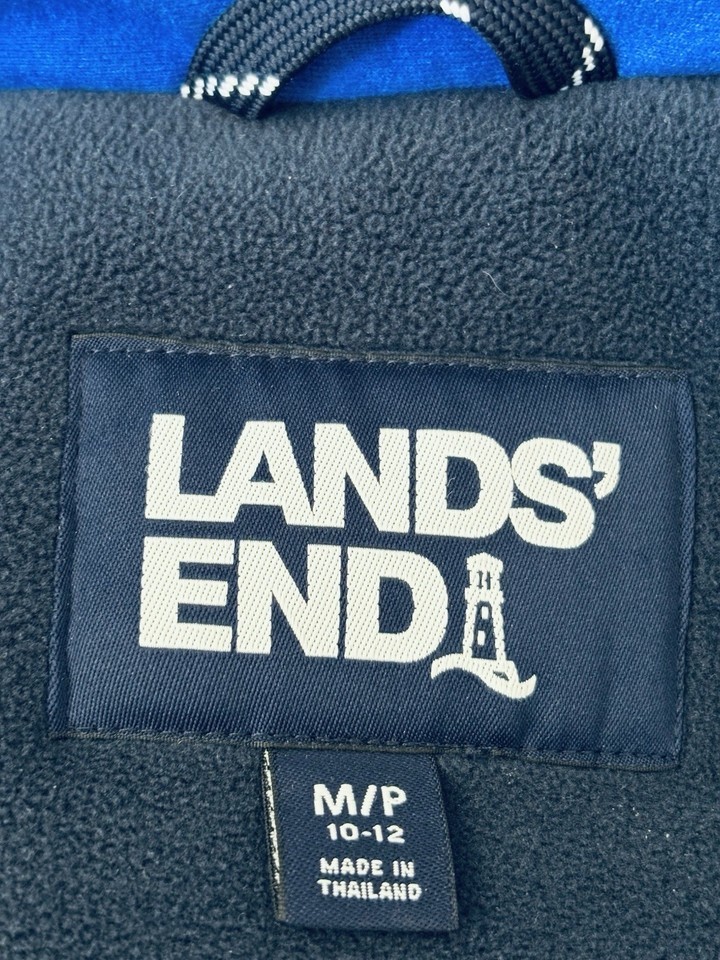 LANDS'
END
M/P
10-12
MADE IN
THAILAND